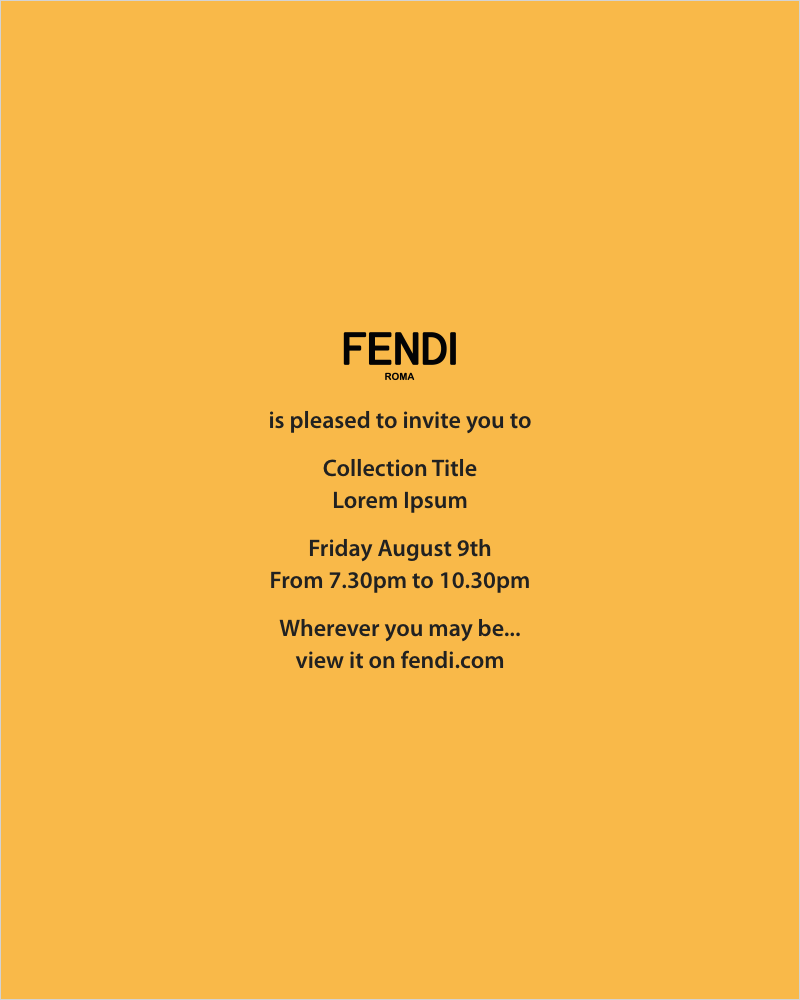 FENDI
ROMA
is pleased to invite you to
Collection Title
Lorem Ipsum
Friday August 9th
From 7.30pm to 10.30pm
Wherever you may be...
view it on fendi.com